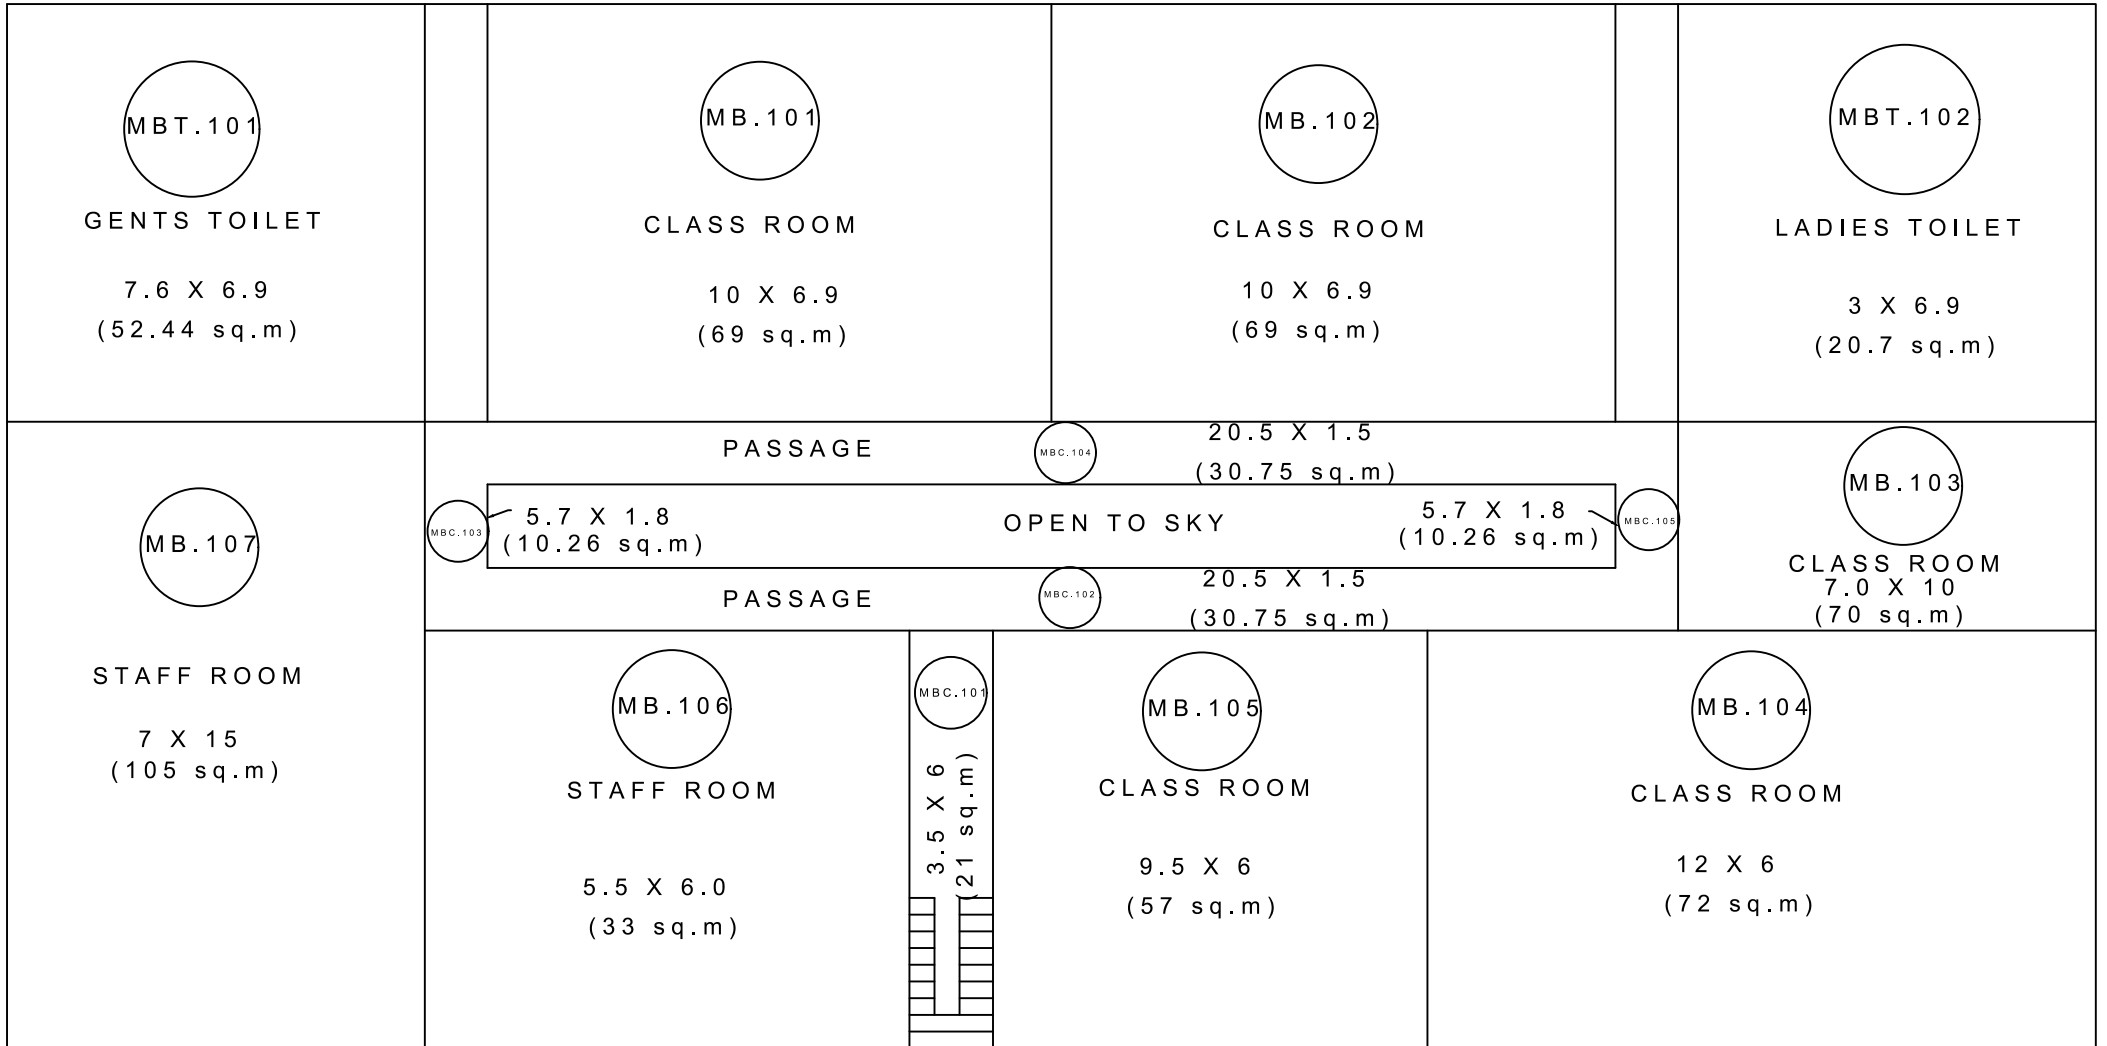 MBT.101
GENTS TOILET
7.6 X 6.9
(52.44 sq.m)
MB.101
CLASS ROOM
10 X 6.9
(69 sq.m)
MB.102
CLASS ROOM
10 X 6.9
(69 sq.m)
MBT.102
LADIES TOILET
3 X 6.9
(20.7 sq.m)
PASSAGE
MBC.104
20.5 X 1.5
(30.75 sq.m)
MBC.103
5.7 X 1.8
(10.26 sq.m)
OPEN TO SKY
5.7 X 1.8
(10.26 sq.m)
MBC.105
PASSAGE
MBC.102
20.5 X 1.5
(30.75 sq.m)
MB.103
CLASS ROOM
7.0 X 10
(70 sq.m)
MB.107
STAFF ROOM
7 X 15
(105 sq.m)
MB.106
STAFF ROOM
5.5 X 6.0
(33 sq.m)
MBC.101
3.5 X 6
(21 sq.m)
MB.105
CLASS ROOM
9.5 X 6
(57 sq.m)
MB.104
CLASS ROOM
12 X 6
(72 sq.m)